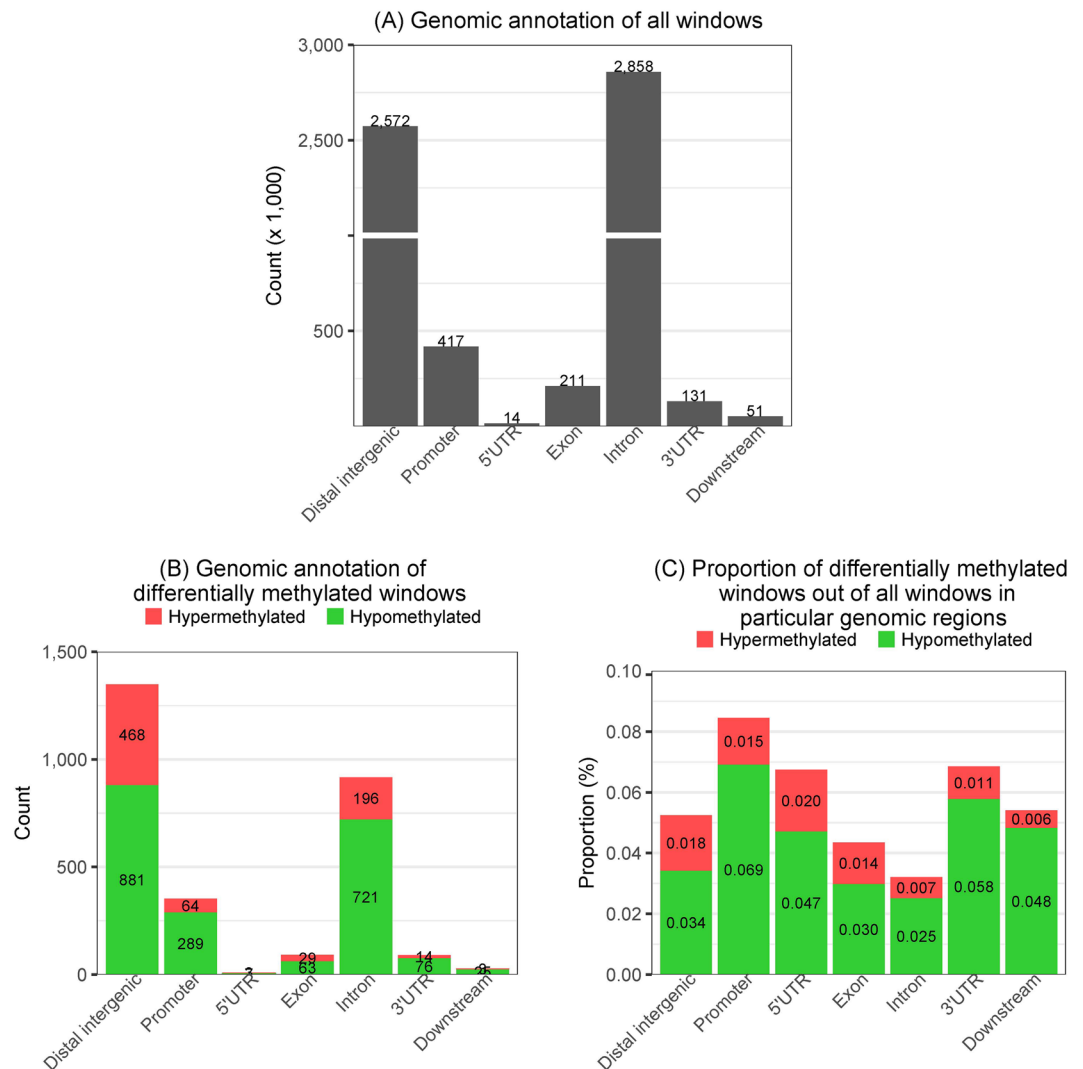 (A) Genomic annotation of all windows
3,000
2,500
500
Count (x 1,000)
2,572
417
14
211
2,858
131
51
Distal intergenic
Promoter
5'UTR
Exon
Intron
3'UTR
Downstream
(B) Genomic annotation of
differentially methylated windows
Hypermethylated Hypomethylated
1,500
1,000
500
0
Count
468
881
64
289
29
63
196
721
14
76
Distal intergenic
Promoter
5'UTR
Exon
Intron
3'UTR
Downstream
(C) Proportion of differentially methylated
windows out of all windows in
particular genomic regions
Hypermethylated Hypomethylated
0.10
0.08
0.06
0.04
0.02
0.00
Proportion (%)
0.018
0.034
0.015
0.069
0.020
0.047
0.014
0.030
0.007
0.025
0.011
0.058
0.006
0.048
Distal intergenic
Promoter
5'UTR
Exon
Intron
3'UTR
Downstream